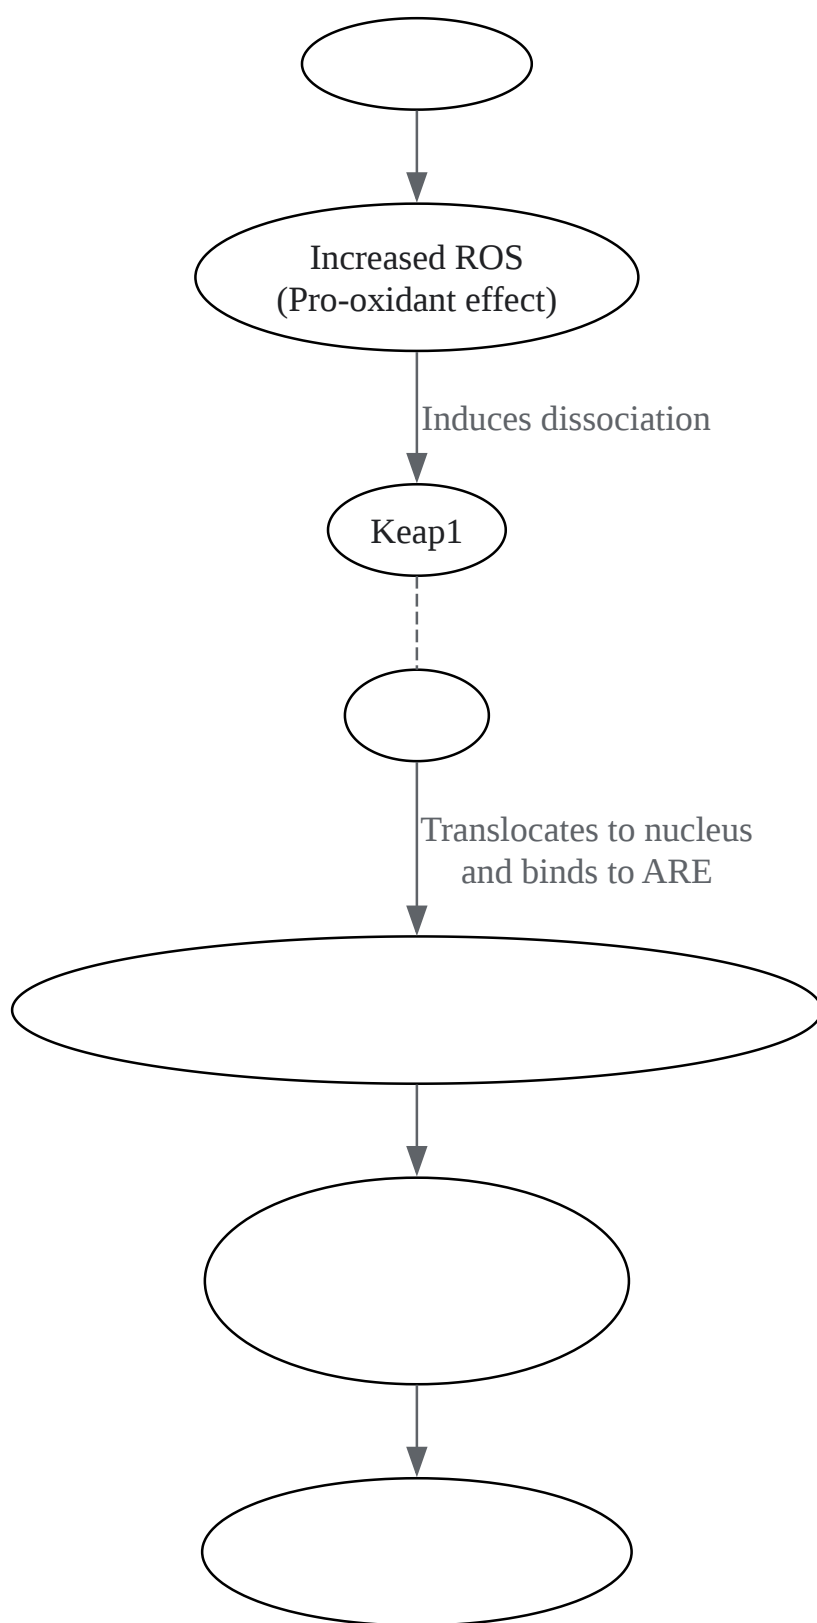 Increased ROS
(Pro-oxidant effect)
Induces dissociation
Keap1
Translocates to nucleus
and binds to ARE